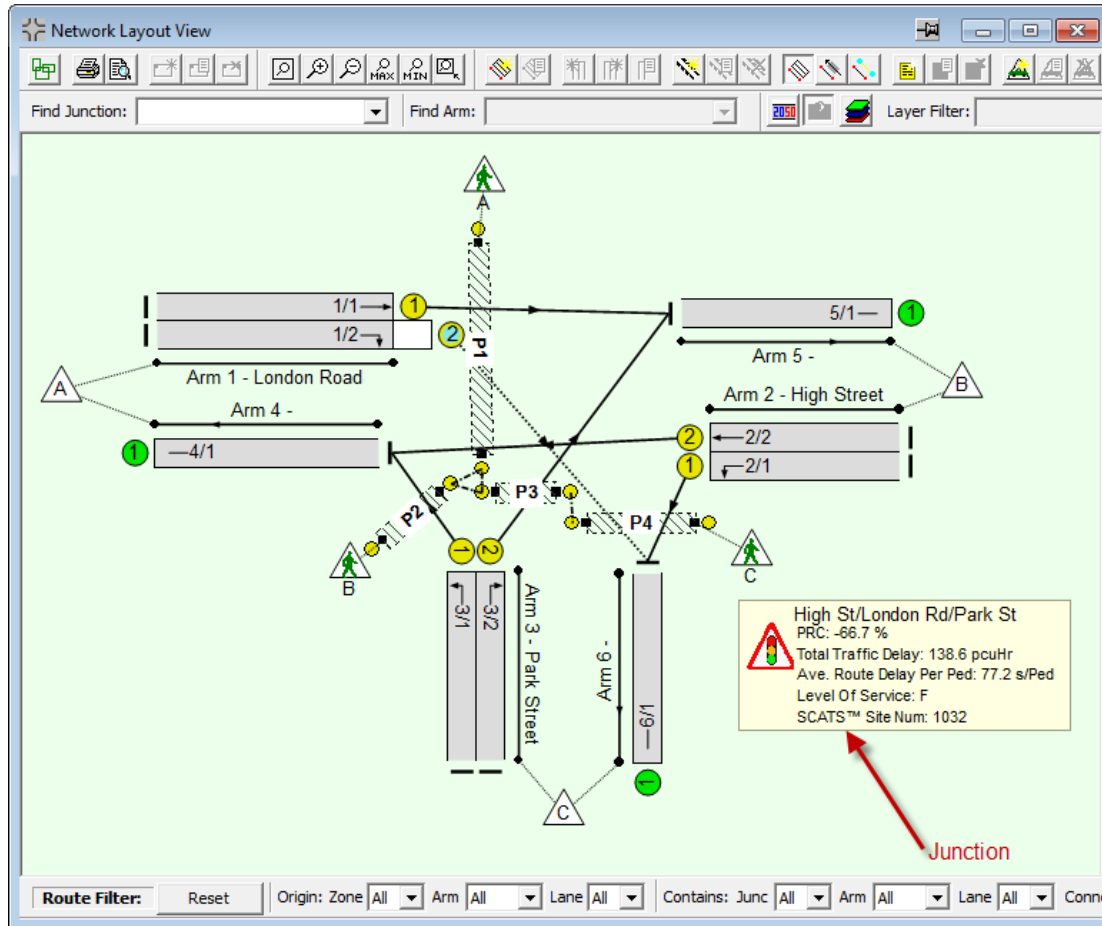 Network Layout View
MAX MIN 2050
Find Junction: Find Arm: Layer Filter:
A
1/1 1
1/2 2
P1
5/1 1
Arm 5 -
Arm 1 - London Road
A
B
Arm 4 -
Arm 2 - High Street
1 4/1
2 2/2
1 2/1
P2
P3
P4
B
C
1 2
3/1
3/2
Arm 3 - Park Street
Arm 6 -
6/1
1
C
High St/London Rd/Park St
PRC: -66.7 %
Total Traffic Delay: 138.6 pcuHr
Ave. Route Delay Per Ped: 77.2 s/Ped
Level Of Service: F
SCATS™ Site Num: 1032
Junction
Route Filter: Reset Origin: Zone All Arm All Lane All Contains: Junc All Arm All Lane All